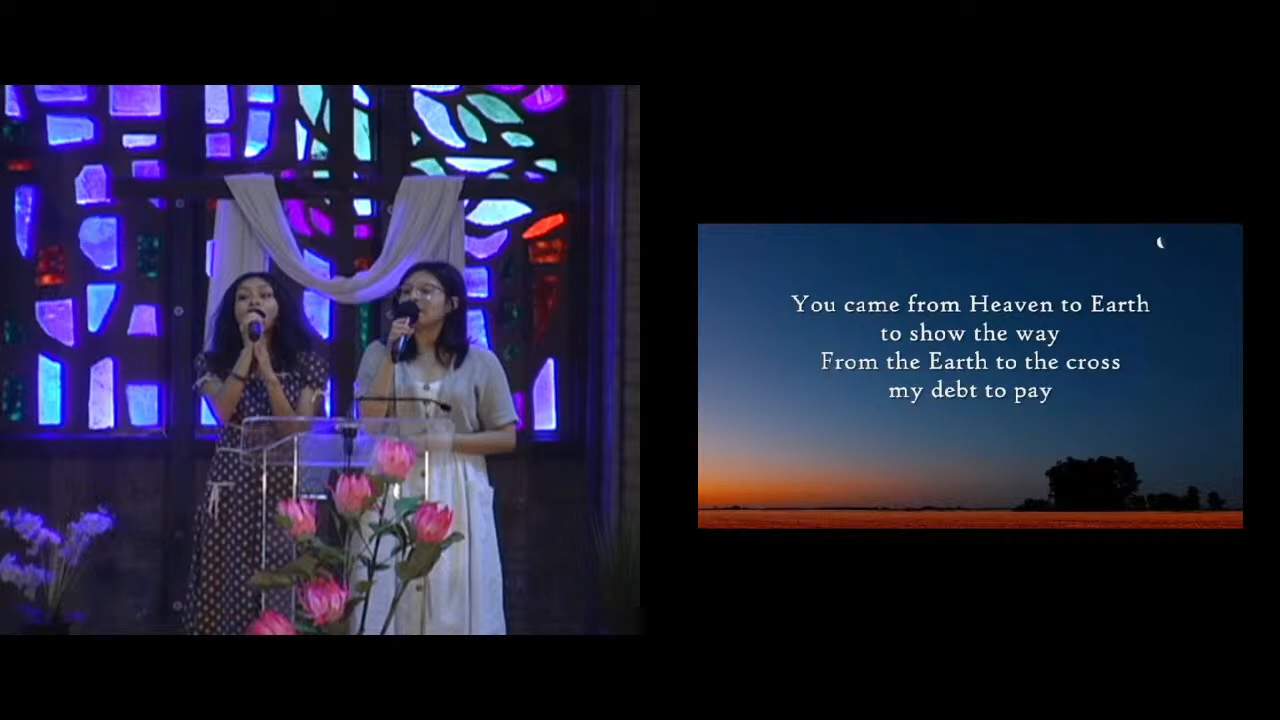 You came from Heaven to Earth
to show the way
From the Earth to the cross
my debt to pay